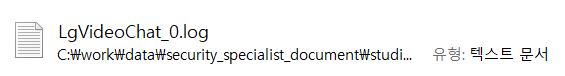 LgVideoChat_0.log
C:₩work₩data₩security_specialist_document₩studi... 유형: 텍스트 문서